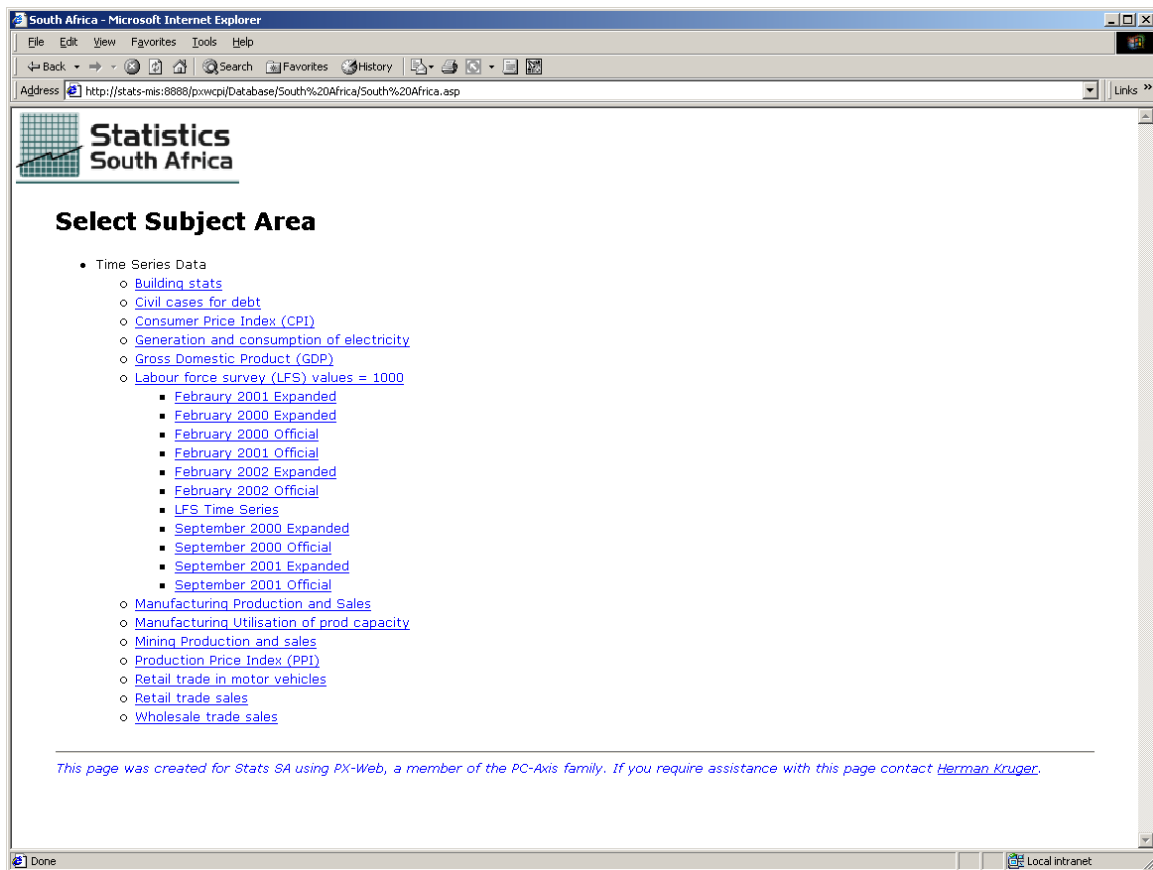 South Africa - Microsoft Internet Explorer
File Edit View Favorites Tools Help
Back Search Favorites History
Address http://stats-mis:8888/pxwcpi/Database/South%20Africa/South%20Africa.asp Links »
Statistics
South Africa
Select Subject Area
Time Series Data
Building stats
Civil cases for debt
Consumer Price Index (CPI)
Generation and consumption of electricity
Gross Domestic Product (GDP)
Labour force survey (LFS) values = 1000
Febraury 2001 Expanded
February 2000 Expanded
February 2000 Official
February 2001 Official
February 2002 Expanded
February 2002 Official
LFS Time Series
September 2000 Expanded
September 2000 Official
September 2001 Expanded
September 2001 Official
Manufacturing Production and Sales
Manufacturing Utilisation of prod capacity
Mining Production and sales
Production Price Index (PPI)
Retail trade in motor vehicles
Retail trade sales
Wholesale trade sales
This page was created for Stats SA using PX-Web, a member of the PC-Axis family. If you require assistance with this page contact Herman Kruger.
Done Local intranet